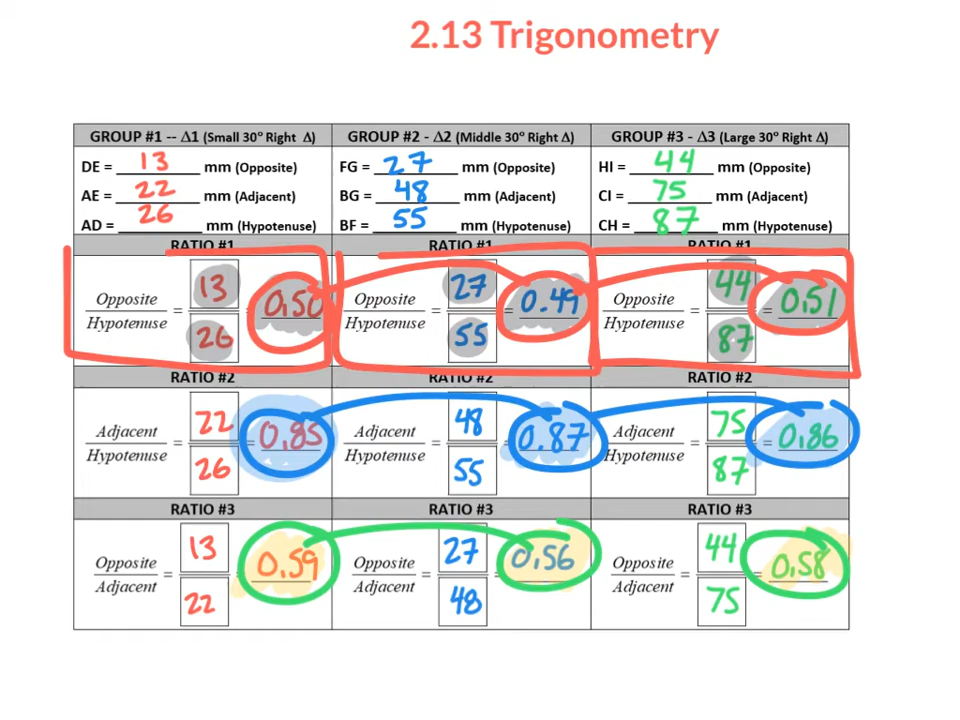 2.13 Trigonometry
GROUP #1 -- Δ1 (Small 30° Right Δ)
DE = 13 mm (Opposite)
AE = 22 mm (Adjacent)
AD = 26 mm (Hypotenuse)
GROUP #2 - Δ2 (Middle 30° Right Δ)
FG = 27 mm (Opposite)
BG = 48 mm (Adjacent)
BF = 55 mm (Hypotenuse)
GROUP #3 - Δ3 (Large 30° Right Δ)
HI = 44 mm (Opposite)
CI = 75 mm (Adjacent)
CH = 87 mm (Hypotenuse)
RATIO #1
Opposite/Hypotenuse = 13/26 = 0.50
RATIO #1
Opposite/Hypotenuse = 27/55 = 0.49
RATIO #1
Opposite/Hypotenuse = 44/87 = 0.51
RATIO #2
Adjacent/Hypotenuse = 22/26 = 0.85
RATIO #2
Adjacent/Hypotenuse = 48/55 = 0.87
RATIO #2
Adjacent/Hypotenuse = 75/87 = 0.86
RATIO #3
Opposite/Adjacent = 13/22 = 0.59
RATIO #3
Opposite/Adjacent = 27/48 = 0.56
RATIO #3
Opposite/Adjacent = 44/75 = 0.58